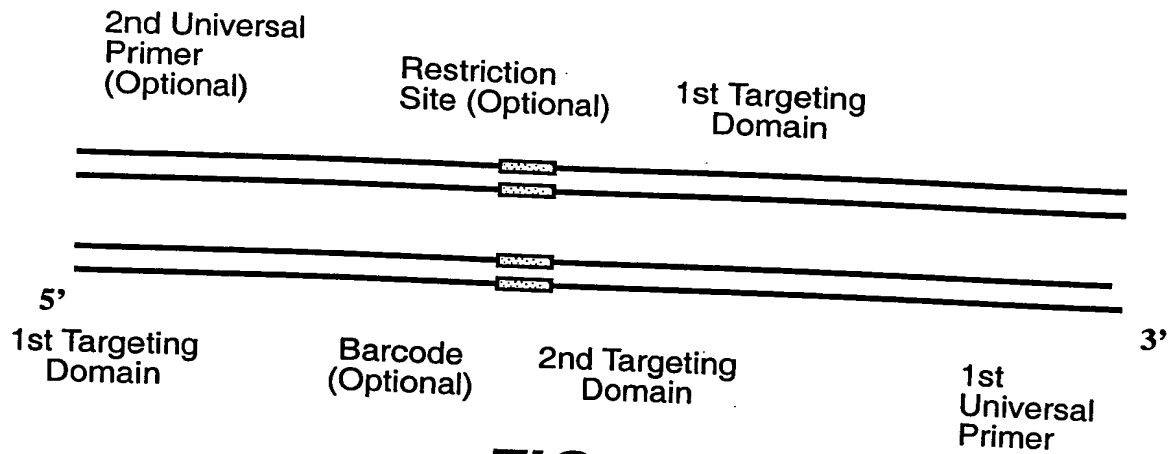 2nd Universal
Primer
(Optional)
Restriction
Site (Optional)
1st Targeting
Domain
5’
3’
1st Targeting
Domain
Barcode
(Optional)
2nd Targeting
Domain
1st
Universal
Primer